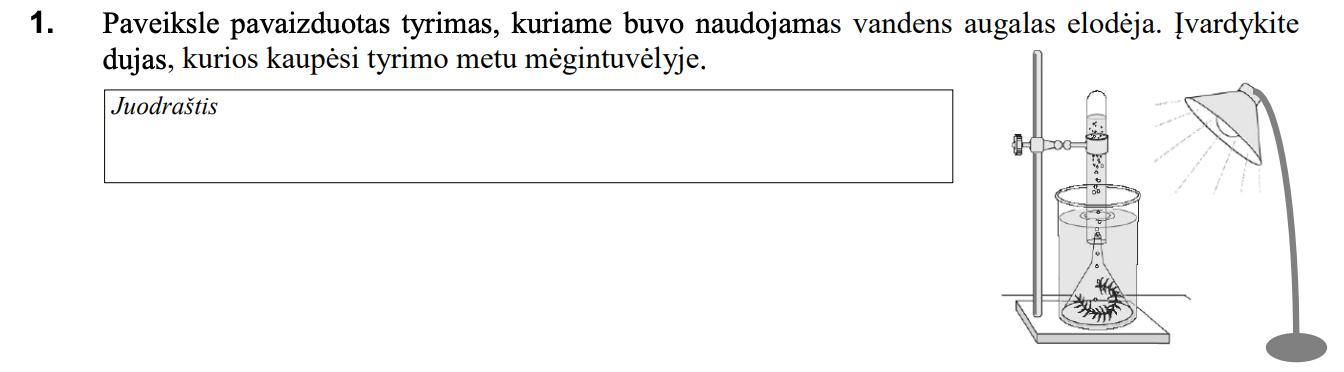 1. Paveiksle pavaizduotas tyrimas, kuriame buvo naudojamas vandens augalas elodėja. Įvardykite
dujas, kurios kaupėsi tyrimo metu mėgintuvėlyje.
Juodraštis